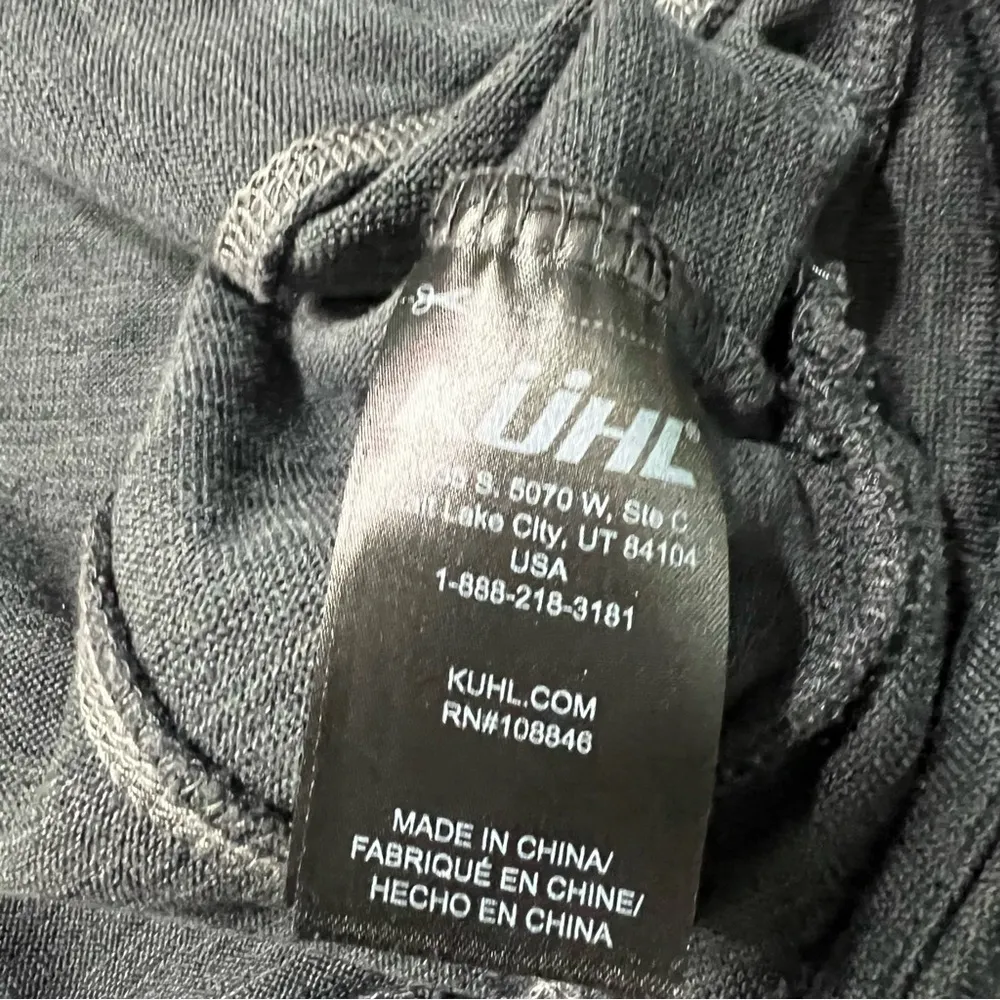 KÜHL
S. 5070 W, Ste C
Lake City, UT 84104
USA
1-888-218-3181
KUHL.COM
RN#108846
MADE IN CHINA/
FABRIQUÉ EN CHINE/
HECHO EN CHINA